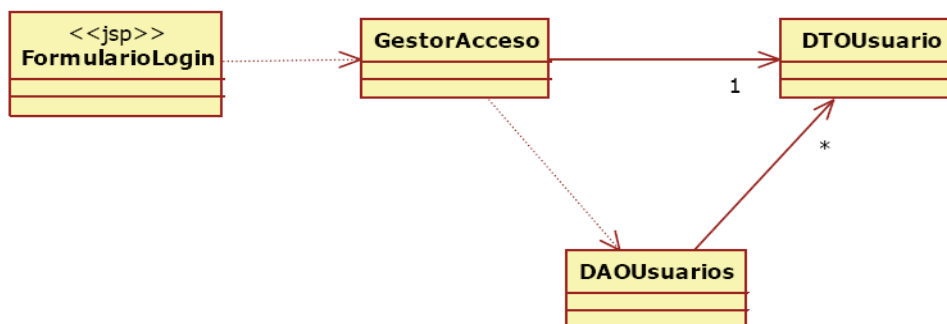 <<jsp>>
FormularioLogin
GestorAcceso
DTOUsuario
1
*
DAOUsuarios